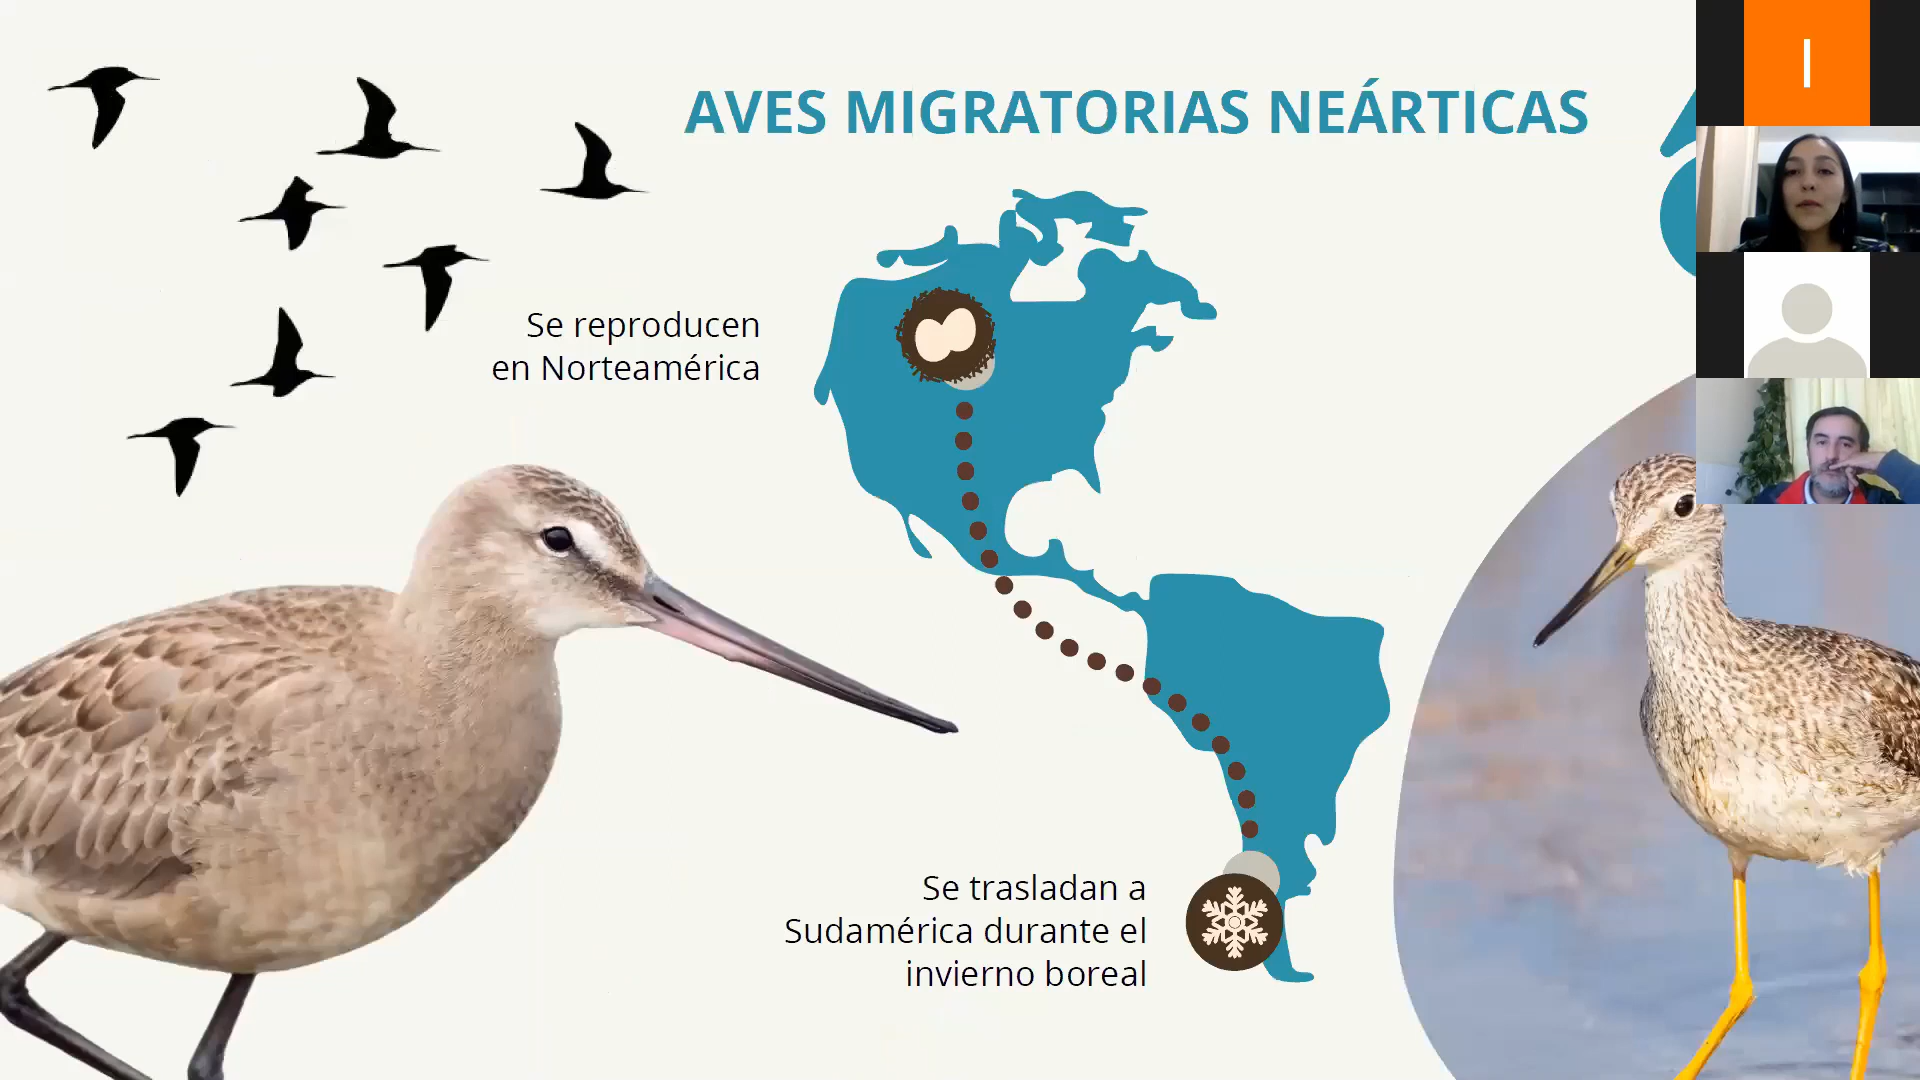 AVES MIGRATORIAS NEÁRTICAS
I
Se reproducen
en Norteamérica
Se trasladan a
Sudamérica durante el
invierno boreal